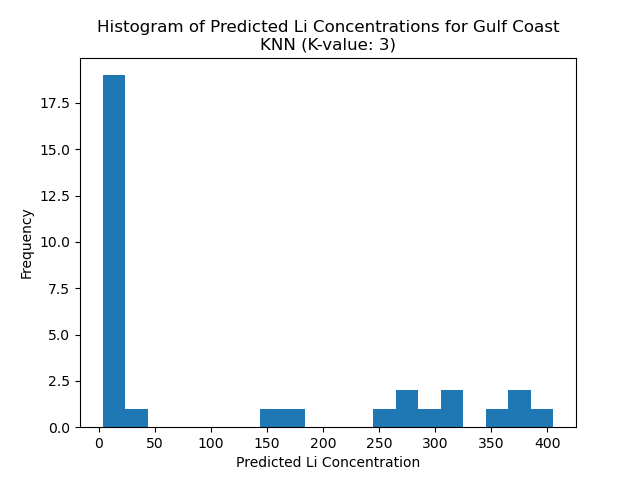 Histogram of Predicted Li Concentrations for Gulf Coast
KNN (K-value: 3)
17.5
15.0
12.5
10.0
7.5
5.0
2.5
0.0
Frequency
0 50 100 150 200 250 300 350 400
Predicted Li Concentration